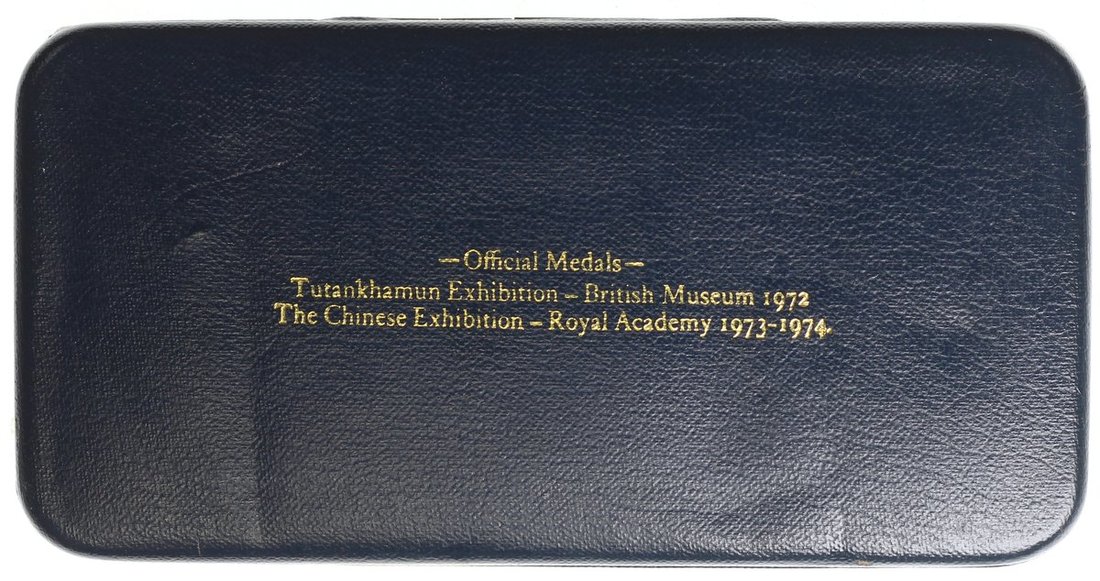 —Official Medals—
Tutankhamun Exhibition – British Museum 1972
The Chinese Exhibition – Royal Academy 1973-1974.